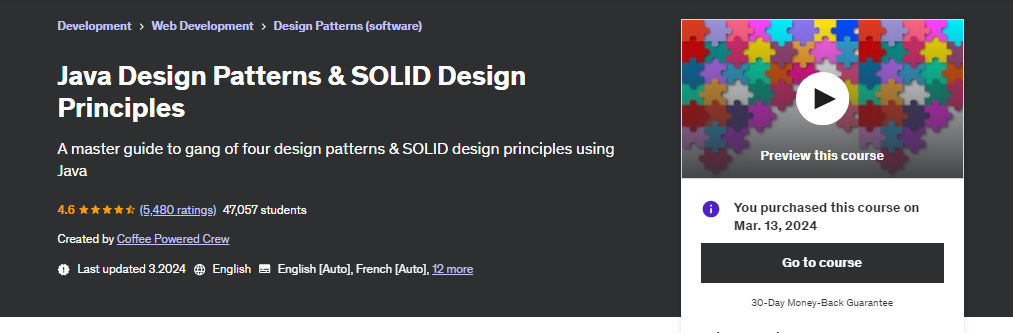 Development > Web Development > Design Patterns (software)
Java Design Patterns & SOLID Design
Principles
A master guide to gang of four design patterns & SOLID design principles using
Java
4.6 (5,480 ratings) 47,057 students
Created by Coffee Powered Crew
Last updated 3.2024 English English [Auto], French [Auto], 12 more
Preview this course
You purchased this course on
Mar. 13, 2024
Go to course
30-Day Money-Back Guarantee